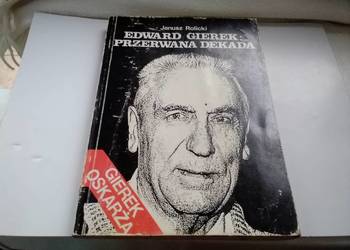 Janusz Rolicki
EDWARD GIEREK:
PRZERWANA DEKADA
GIEREK
OSKARŻA